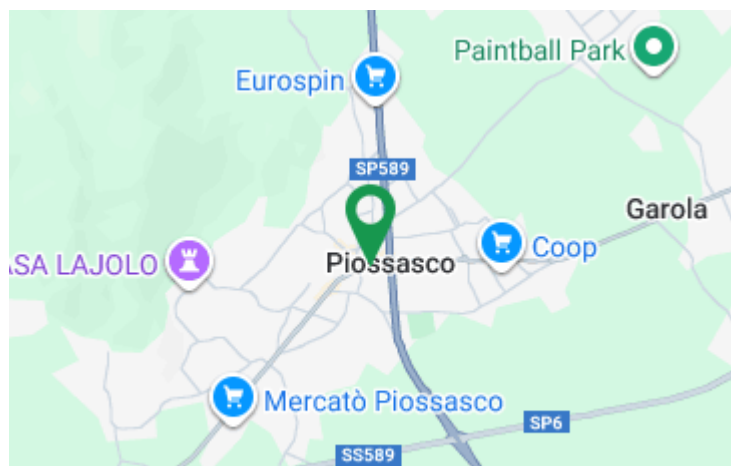 Paintball Park
Eurospin
SP589
Garola
Coop
Piossasco
ASA LAJOLO
Mercatò Piossasco
SP6
SS589